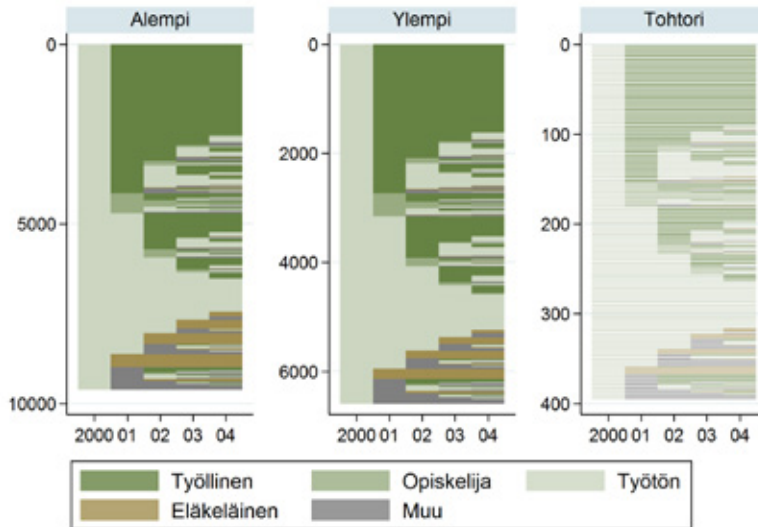 Alempi
Ylempi
Tohtori
0
5000
10000
2000 01 02 03 04
0
2000
4000
6000
2000 01 02 03 04
0
100
200
300
400
2000 01 02 03 04
Työllinen
Opiskelija
Työtön
Eläkeläinen
Muu